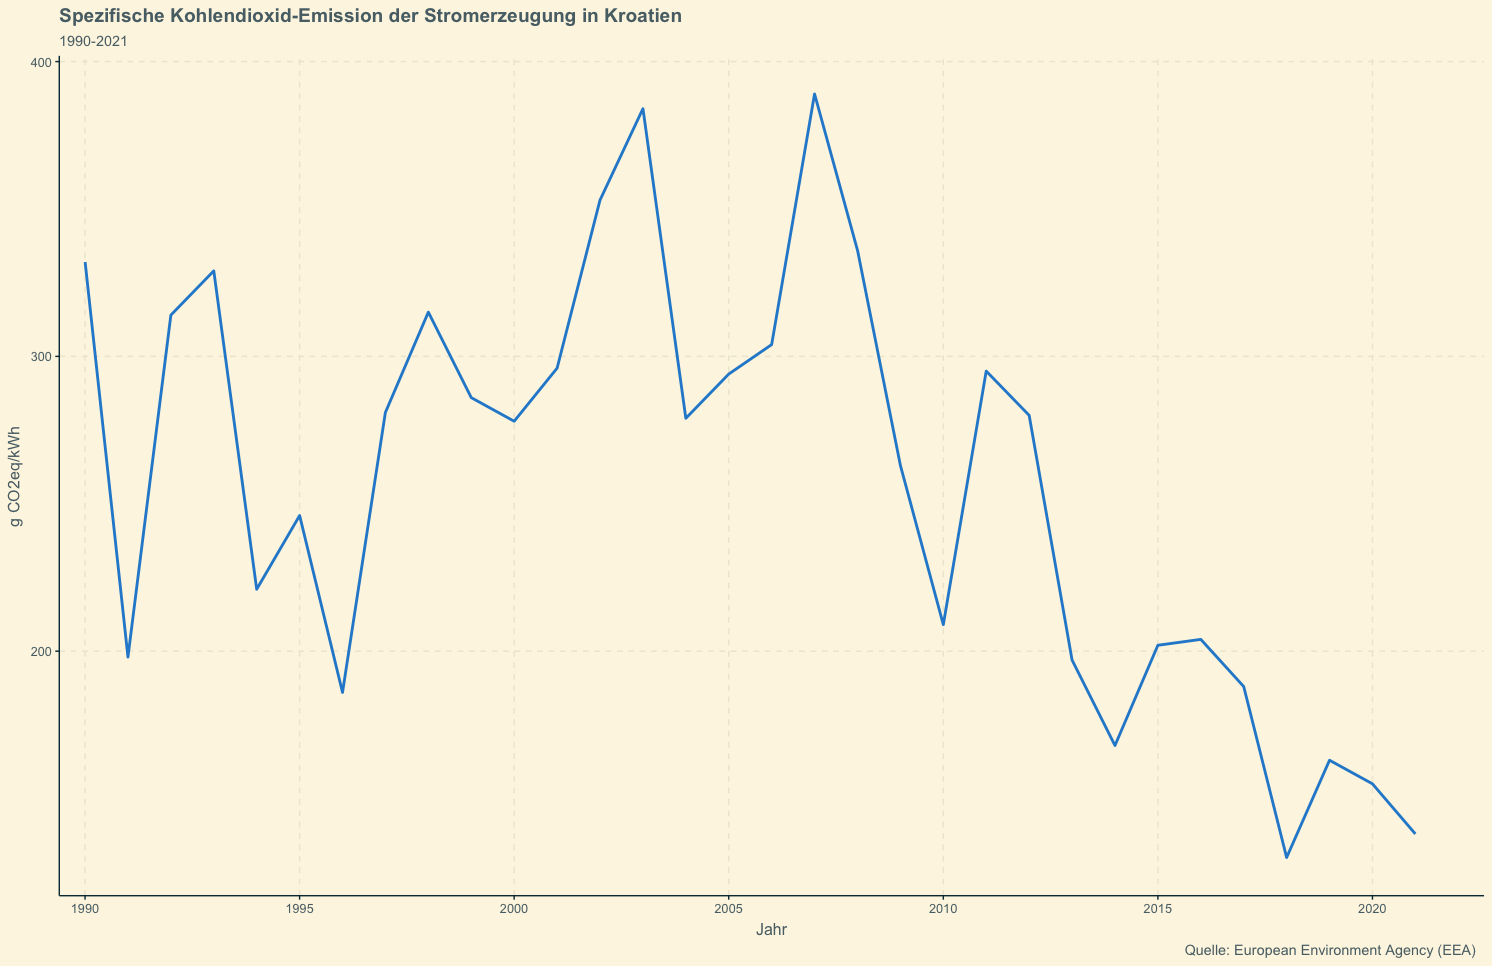 Spezifische Kohlendioxid-Emission der Stromerzeugung in Kroatien
1990-2021
400
300
200
g CO2eq/kWh
1990 1995 2000 2005 2010 2015 2020
Jahr
Quelle: European Environment Agency (EEA)